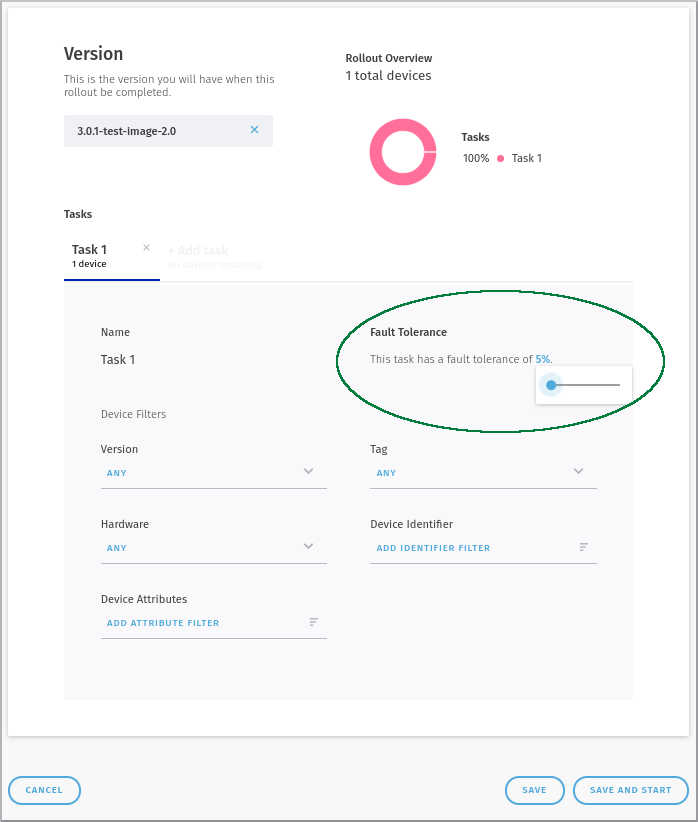 Version
This is the version you will have when this
rollout be completed.
3.0.1-test-image-2.0
Rollout Overview
1 total devices
Tasks
100% Task 1
Tasks
Task 1
1 device
+ Add task
No devices remaining
Name
Task 1
Fault Tolerance
This task has a fault tolerance of 5%.
Device Filters
Version
ANY
Tag
ANY
Hardware
ANY
Device Identifier
ADD IDENTIFIER FILTER
Device Attributes
ADD ATTRIBUTE FILTER
CANCEL
SAVE
SAVE AND START